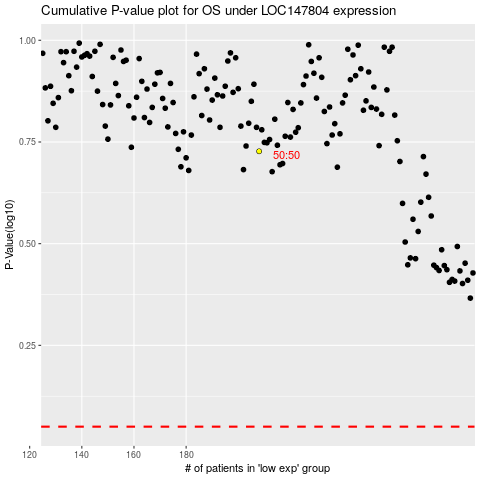 Cumulative P-value plot for OS under LOC147804 expression
1.00
0.75
0.50
0.25
P-Value(log10)
50:50
120 140 160 180
# of patients in 'low exp' group